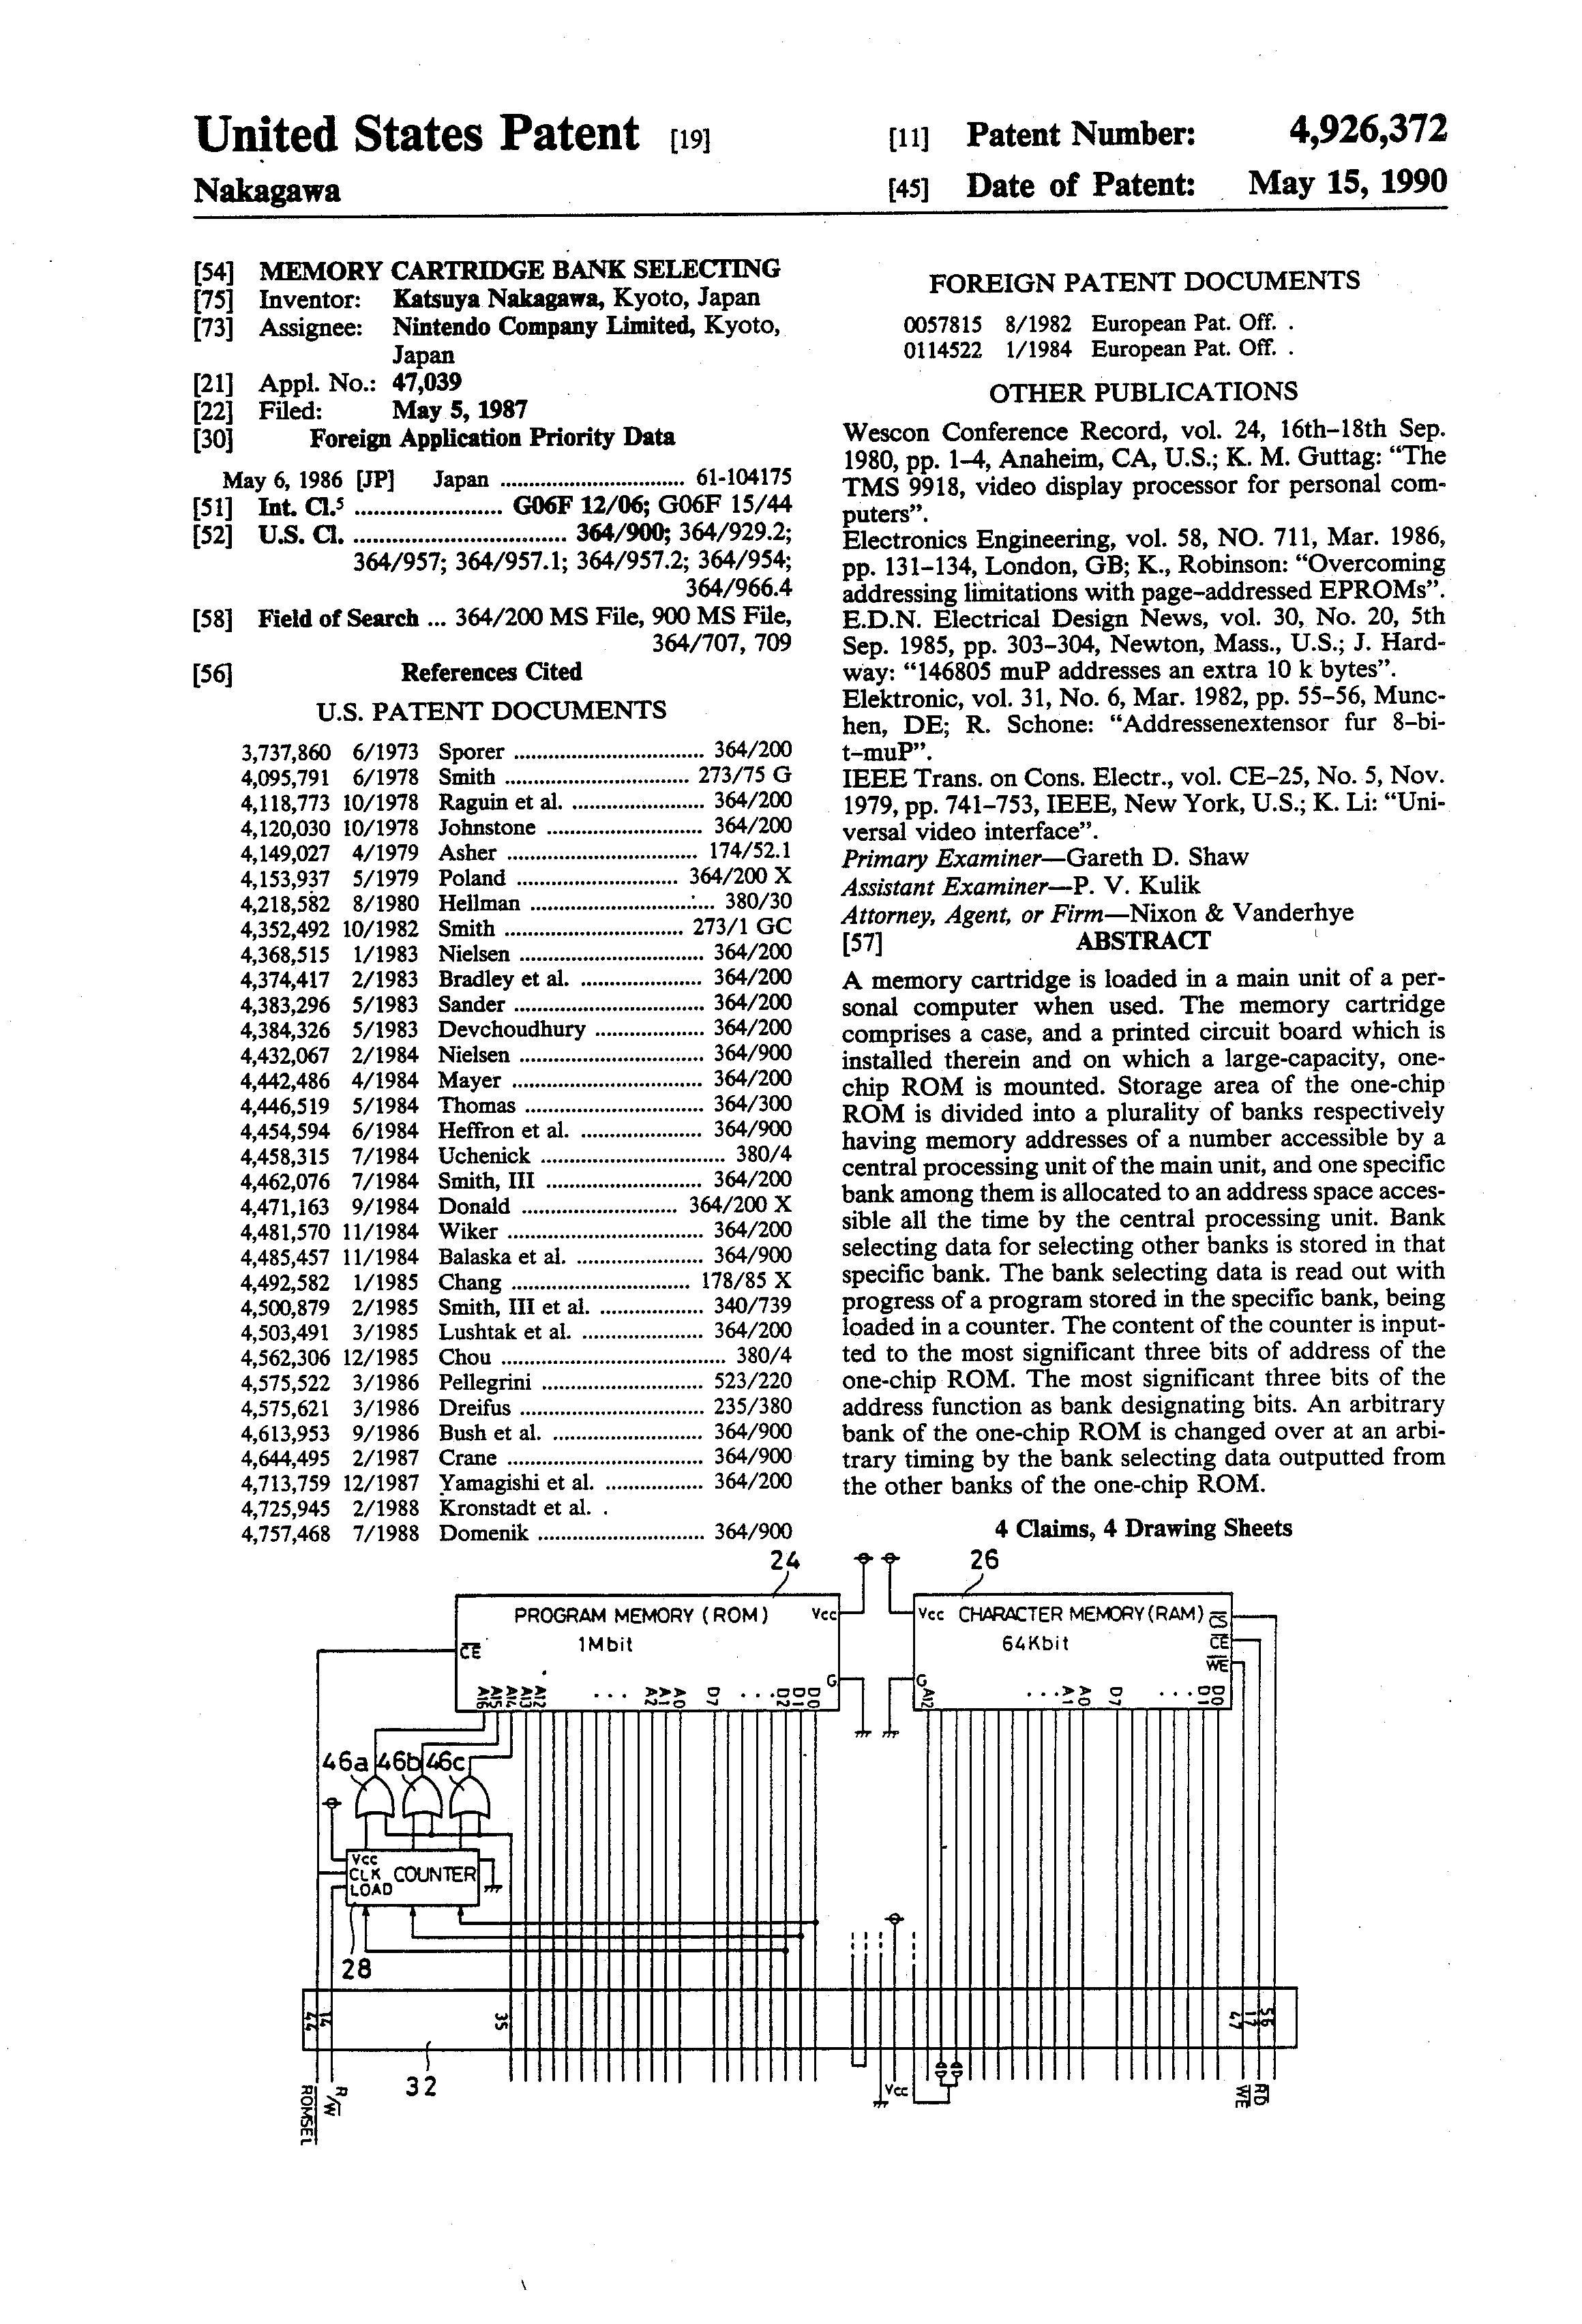 United States Patent [19]
Nakagawa
[11] Patent Number: 4,926,372
[45] Date of Patent: May 15, 1990
[54] MEMORY CARTRIDGE BANK SELECTING
[75] Inventor: Katsuya Nakagawa, Kyoto, Japan
[73] Assignee: Nintendo Company Limited, Kyoto,
Japan
[21] Appl. No.: 47,039
[22] Filed: May 5, 1987
[30] Foreign Application Priority Data
May 6, 1986 [JP] Japan ................................ 61-104175
[51] Int. Cl.⁵ ....................... G06F 12/06; G06F 15/44
[52] U.S. Cl. .................................. 364/900; 364/929.2;
364/957; 364/957.1; 364/957.2; 364/954;
364/966.4
[58] Field of Search ... 364/200 MS File, 900 MS File,
364/707, 709
[56] References Cited
U.S. PATENT DOCUMENTS
3,737,860 6/1973 Sporer ................................. 364/200
4,095,791 6/1978 Smith ................................ 273/75 G
4,118,773 10/1978 Raguin et al. ....................... 364/200
4,120,030 10/1978 Johnstone ........................... 364/200
4,149,027 4/1979 Asher ................................. 174/52.1
4,153,937 5/1979 Poland ............................ 364/200 X
4,218,582 8/1980 Hellman ................................ 380/30
4,352,492 10/1982 Smith ............................... 273/1 GC
4,368,515 1/1983 Nielsen ................................ 364/200
4,374,417 2/1983 Bradley et al. ..................... 364/200
4,383,296 5/1983 Sander ................................. 364/200
4,384,326 5/1983 Devchoudhury ................... 364/200
4,432,067 2/1984 Nielsen ................................ 364/900
4,442,486 4/1984 Mayer ................................. 364/200
4,446,519 5/1984 Thomas ............................... 364/300
4,454,594 6/1984 Heffron et al. ..................... 364/900
4,458,315 7/1984 Uchenick ................................ 380/4
4,462,076 7/1984 Smith, III ........................... 364/200
4,471,163 9/1984 Donald ........................... 364/200 X
4,481,570 11/1984 Wiker .................................. 364/200
4,485,457 11/1984 Balaska et al. ...................... 364/900
4,492,582 1/1985 Chang ............................... 178/85 X
4,500,879 2/1985 Smith, III et al. .................. 340/739
4,503,491 3/1985 Lushtak et al. ..................... 364/200
4,562,306 12/1985 Chou ....................................... 380/4
4,575,522 3/1986 Pellegrini ............................ 523/220
4,575,621 3/1986 Dreifus ................................ 235/380
4,613,953 9/1986 Bush et al. .......................... 364/900
4,644,495 2/1987 Crane .................................. 364/900
4,713,759 12/1987 Yamagishi et al. ................. 364/200
4,725,945 2/1988 Kronstadt et al. .
4,757,468 7/1988 Domenik ............................. 364/900
FOREIGN PATENT DOCUMENTS
0057815 8/1982 European Pat. Off. .
0114522 1/1984 European Pat. Off. .
OTHER PUBLICATIONS
Wescon Conference Record, vol. 24, 16th-18th Sep.
1980, pp. 1-4, Anaheim, CA, U.S.; K. M. Guttag: “The
TMS 9918, video display processor for personal com-
puters”.
Electronics Engineering, vol. 58, NO. 711, Mar. 1986,
pp. 131-134, London, GB; K., Robinson: “Overcoming
addressing limitations with page-addressed EPROMs”.
E.D.N. Electrical Design News, vol. 30, No. 20, 5th
Sep. 1985, pp. 303-304, Newton, Mass., U.S.; J. Hard-
way: “146805 muP addresses an extra 10 k bytes”.
Elektronic, vol. 31, No. 6, Mar. 1982, pp. 55-56, Munc-
hen, DE; R. Schone: “Addressenextensor fur 8-bi-
t-muP”.
IEEE Trans. on Cons. Electr., vol. CE-25, No. 5, Nov.
1979, pp. 741-753, IEEE, New York, U.S.; K. Li: “Uni-
versal video interface”.
Primary Examiner—Gareth D. Shaw
Assistant Examiner—P. V. Kulik
Attorney, Agent, or Firm—Nixon & Vanderhye
[57] ABSTRACT
A memory cartridge is loaded in a main unit of a per-
sonal computer when used. The memory cartridge
comprises a case, and a printed circuit board which is
installed therein and on which a large-capacity, one-
chip ROM is mounted. Storage area of the one-chip
ROM is divided into a plurality of banks respectively
having memory addresses of a number accessible by a
central processing unit of the main unit, and one specific
bank among them is allocated to an address space acces-
sible all the time by the central processing unit. Bank
selecting data for selecting other banks is stored in that
specific bank. The bank selecting data is read out with
progress of a program stored in the specific bank, being
loaded in a counter. The content of the counter is input-
ted to the most significant three bits of address of the
one-chip ROM. The most significant three bits of the
address function as bank designating bits. An arbitrary
bank of the one-chip ROM is changed over at an arbi-
trary timing by the bank selecting data outputted from
the other banks of the one-chip ROM.
4 Claims, 4 Drawing Sheets
24 26
PROGRAM MEMORY (ROM) Vcc
1Mbit
CE
G
A16 A15 A14 A13 A12 ... A2 A1 A0 D7 ... D2 D1 D0
Vcc CHARACTER MEMORY (RAM) CS
64Kbit CE
WE
G
A12 ... A1 A0 D7 ... D1 D0
46a 46b 46c
Vcc
CLK COUNTER
LOAD
28
44 14 35 47 17 56
32
ROMSEL R/W Vcc WE RD